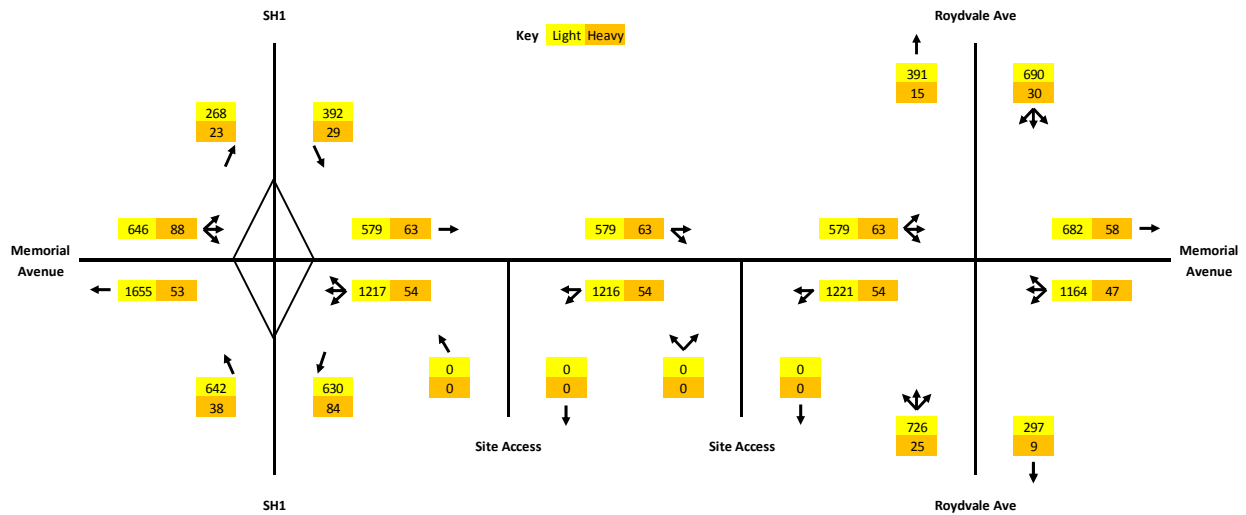 SH1
Roydvale Ave
Key Light Heavy
391 690
15 30
268 392
23 29
646 88 579 63 579 63 579 63 682 58
Memorial
Avenue
Memorial
Avenue
1655 53 1217 54 1216 54 1221 54 1164 47
0 0 0 0
0 0 0 0
642 630
38 84
726 297
25 9
Site Access Site Access
SH1
Roydvale Ave